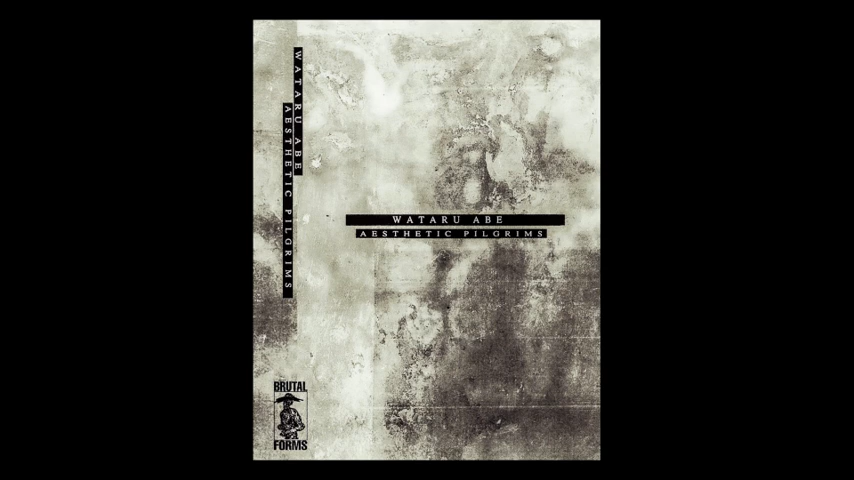 WATARU ABE
AESTHETIC PILGRIMS
WATARU ABE
AESTHETIC PILGRIMS
BRUTAL
FORMS